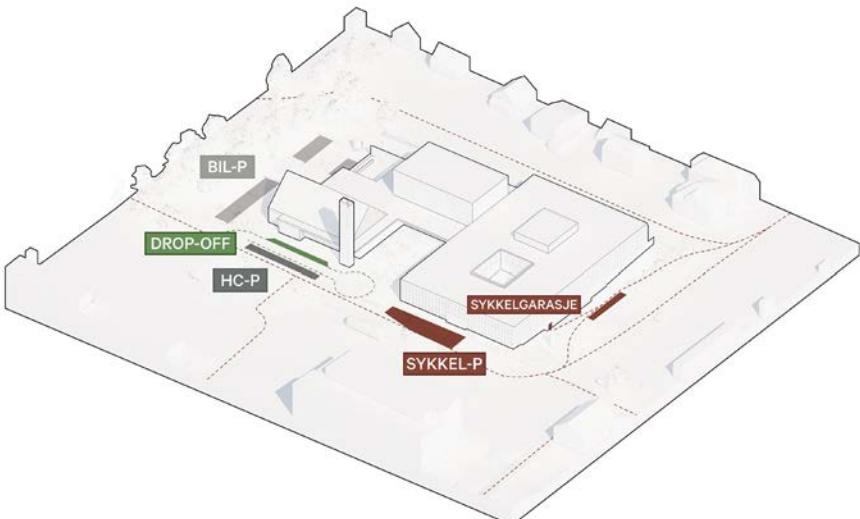 BIL-P
DROP-OFF
HC-P
SYKKELGARASJE
SYKKEL-P